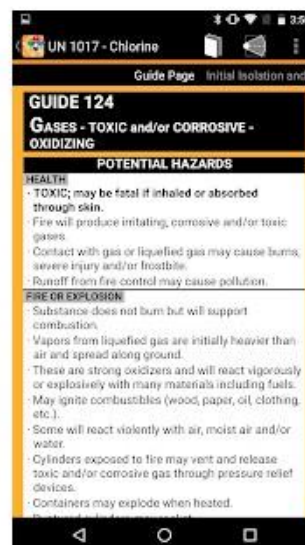 3:5
UN 1017 - Chlorine
Guide Page Initial Isolation and
GUIDE 124
GASES - TOXIC and/or CORROSIVE -
OXIDIZING
POTENTIAL HAZARDS
HEALTH
· TOXIC; may be fatal if inhaled or absorbed
through skin.
· Fire will produce irritating, corrosive and/or toxic
gases.
· Contact with gas or liquefied gas may cause burns,
severe injury and/or frostbite.
· Runoff from fire control may cause pollution.
FIRE OR EXPLOSION
· Substance does not burn but will support
combustion.
· Vapors from liquefied gas are initially heavier than
air and spread along ground.
· These are strong oxidizers and will react vigorously
or explosively with many materials including fuels.
· May ignite combustibles (wood, paper, oil, clothing,
etc.).
· Some will react violently with air, moist air and/or
water.
· Cylinders exposed to fire may vent and release
toxic and/or corrosive gas through pressure relief
devices.
· Containers may explode when heated.